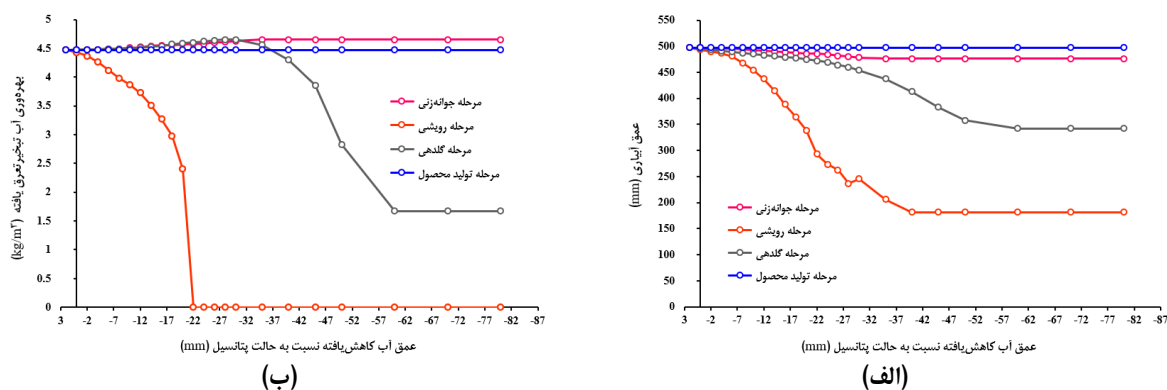 5
4.5
4
3.5
3
2.5
2
1.5
1
0.5
0
بهره‌وری آب تبخیرتعرق یافته (kg/m³)
مرحله جوانه‌زنی
مرحله رویشی
مرحله گلدهی
مرحله تولید محصول
3 -2 -7 -12 -17 -22 -27 -32 -37 -42 -47 -52 -57 -62 -67 -72 -77 -82 -87
عمق آب کاهش‌یافته نسبت به حالت پتانسیل (mm)
(ب)
550
500
450
400
350
300
250
200
150
100
50
0
عمق آبیاری (mm)
مرحله جوانه‌زنی
مرحله رویشی
مرحله گلدهی
مرحله تولید محصول
3 -2 -7 -12 -17 -22 -27 -32 -37 -42 -47 -52 -57 -62 -67 -72 -77 -82 -87
عمق آب کاهش‌یافته نسبت به حالت پتانسیل (mm)
(الف)